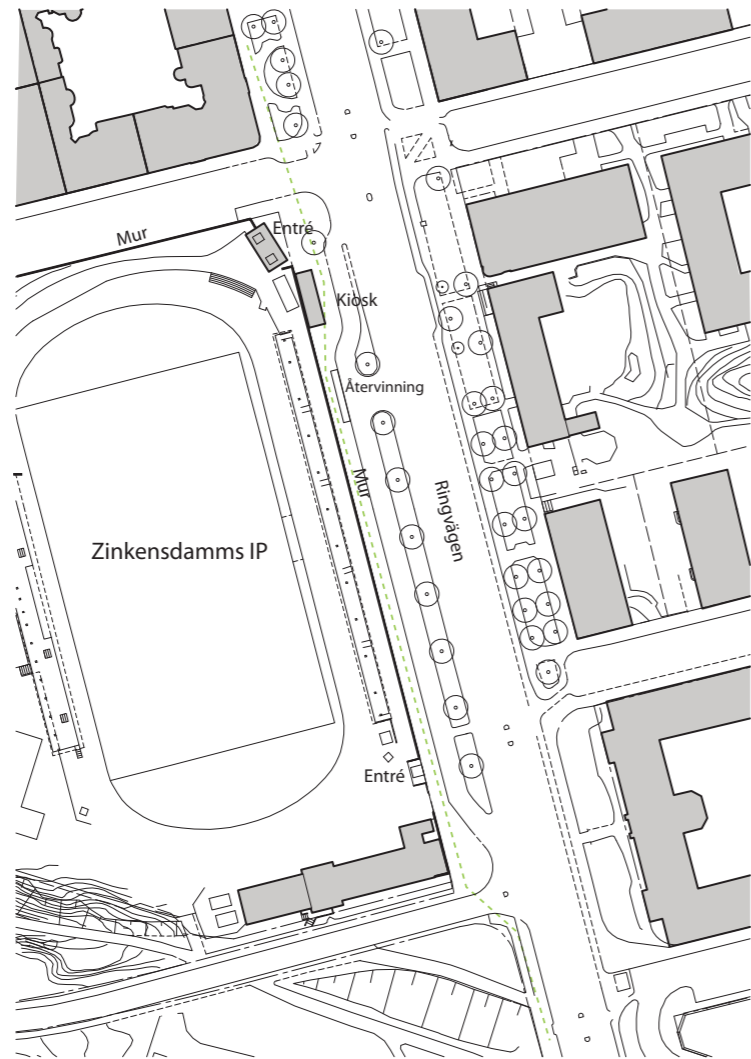 Mur
Entré
Kiosk
Återvinning
Mur
Ringvägen
Zinkensdamms IP
Entré